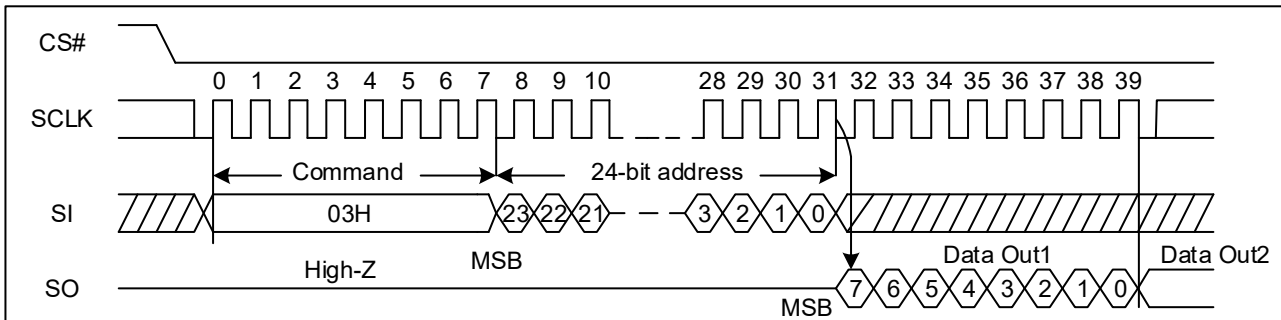 CS#
0 1 2 3 4 5 6 7 8 9 10 28 29 30 31 32 33 34 35 36 37 38 39
SCLK
Command 24-bit address
SI 03H 23 22 21 3 2 1 0
High-Z MSB Data Out1 Data Out2
SO 7 6 5 4 3 2 1 0
MSB